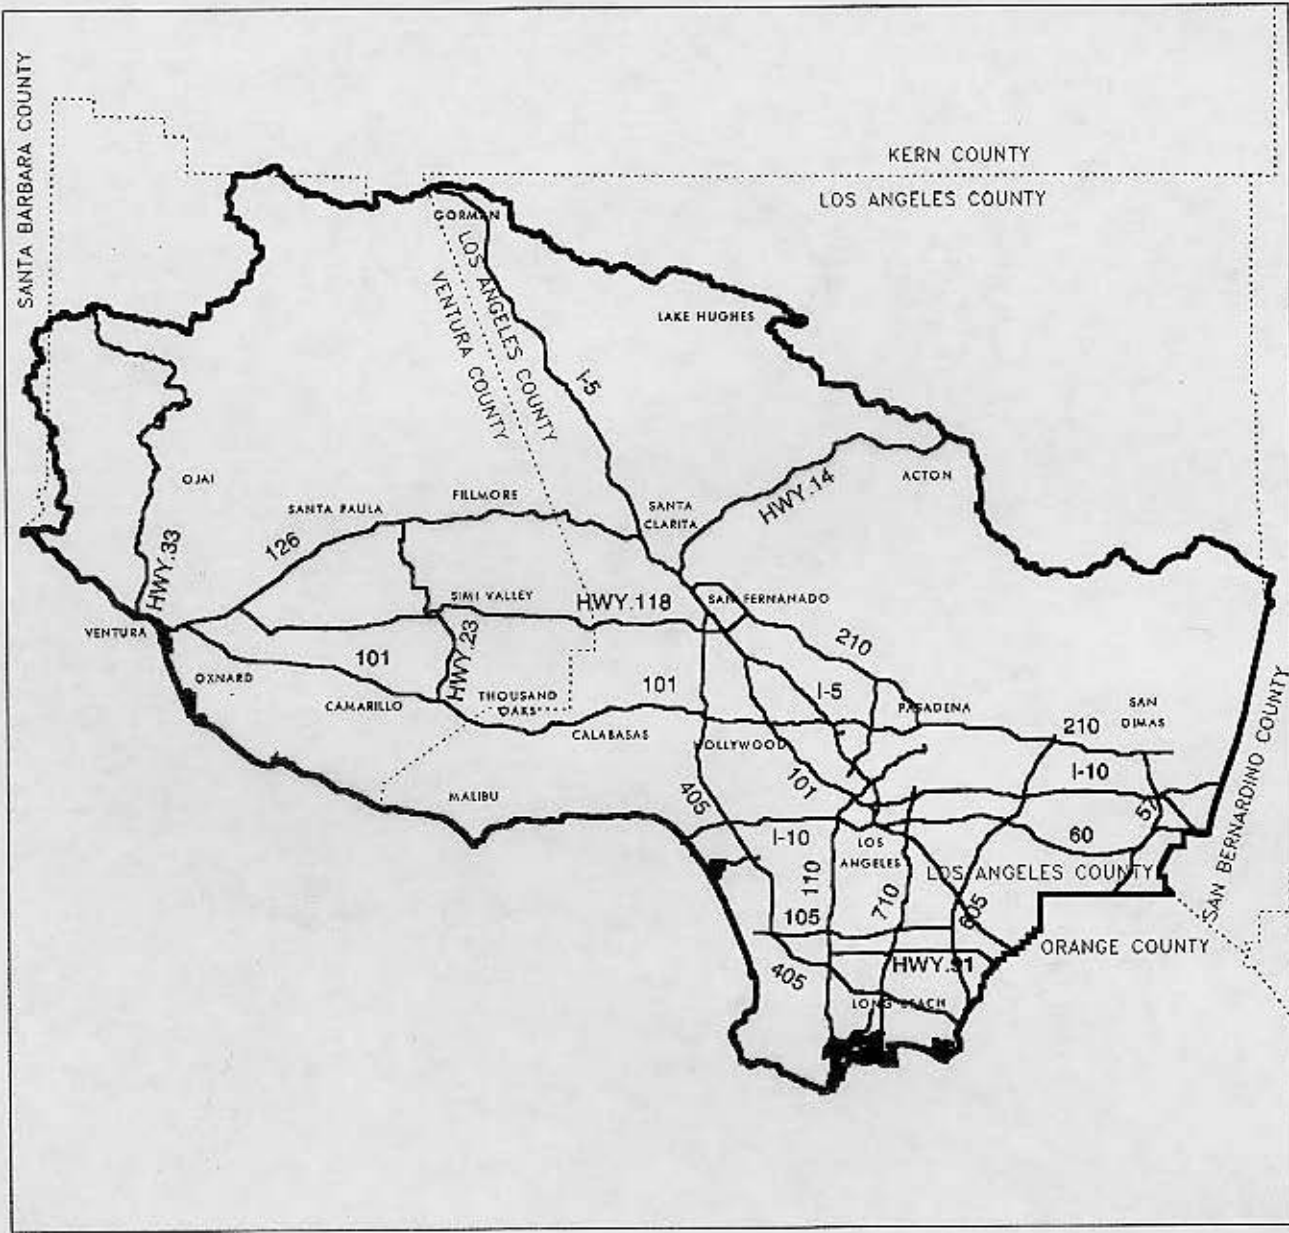 SANTA BARBARA COUNTY
KERN COUNTY
LOS ANGELES COUNTY
GORMAN
LOS ANGELES COUNTY
VENTURA COUNTY
LAKE HUGHES
I-5
OJAI
SANTA PAULA
FILLMORE
SANTA
CLARITA
HWY.14
ACTON
126
HWY.33
SIMI VALLEY
HWY.118
SAN FERNANADO
VENTURA
HWY.23
210
101
OXNARD
CAMARILLO
THOUSAND
OAKS
101
I-5
PASADENA
SAN
DIMAS
CALABASAS
HOLLYWOOD
210
MALIBU
405
101
I-10
57
I-10
LOS
ANGELES
60
110
710
LOS ANGELES COUNTY
SAN BERNARDINO COUNTY
105
605
ORANGE COUNTY
405
HWY.91
LONG BEACH